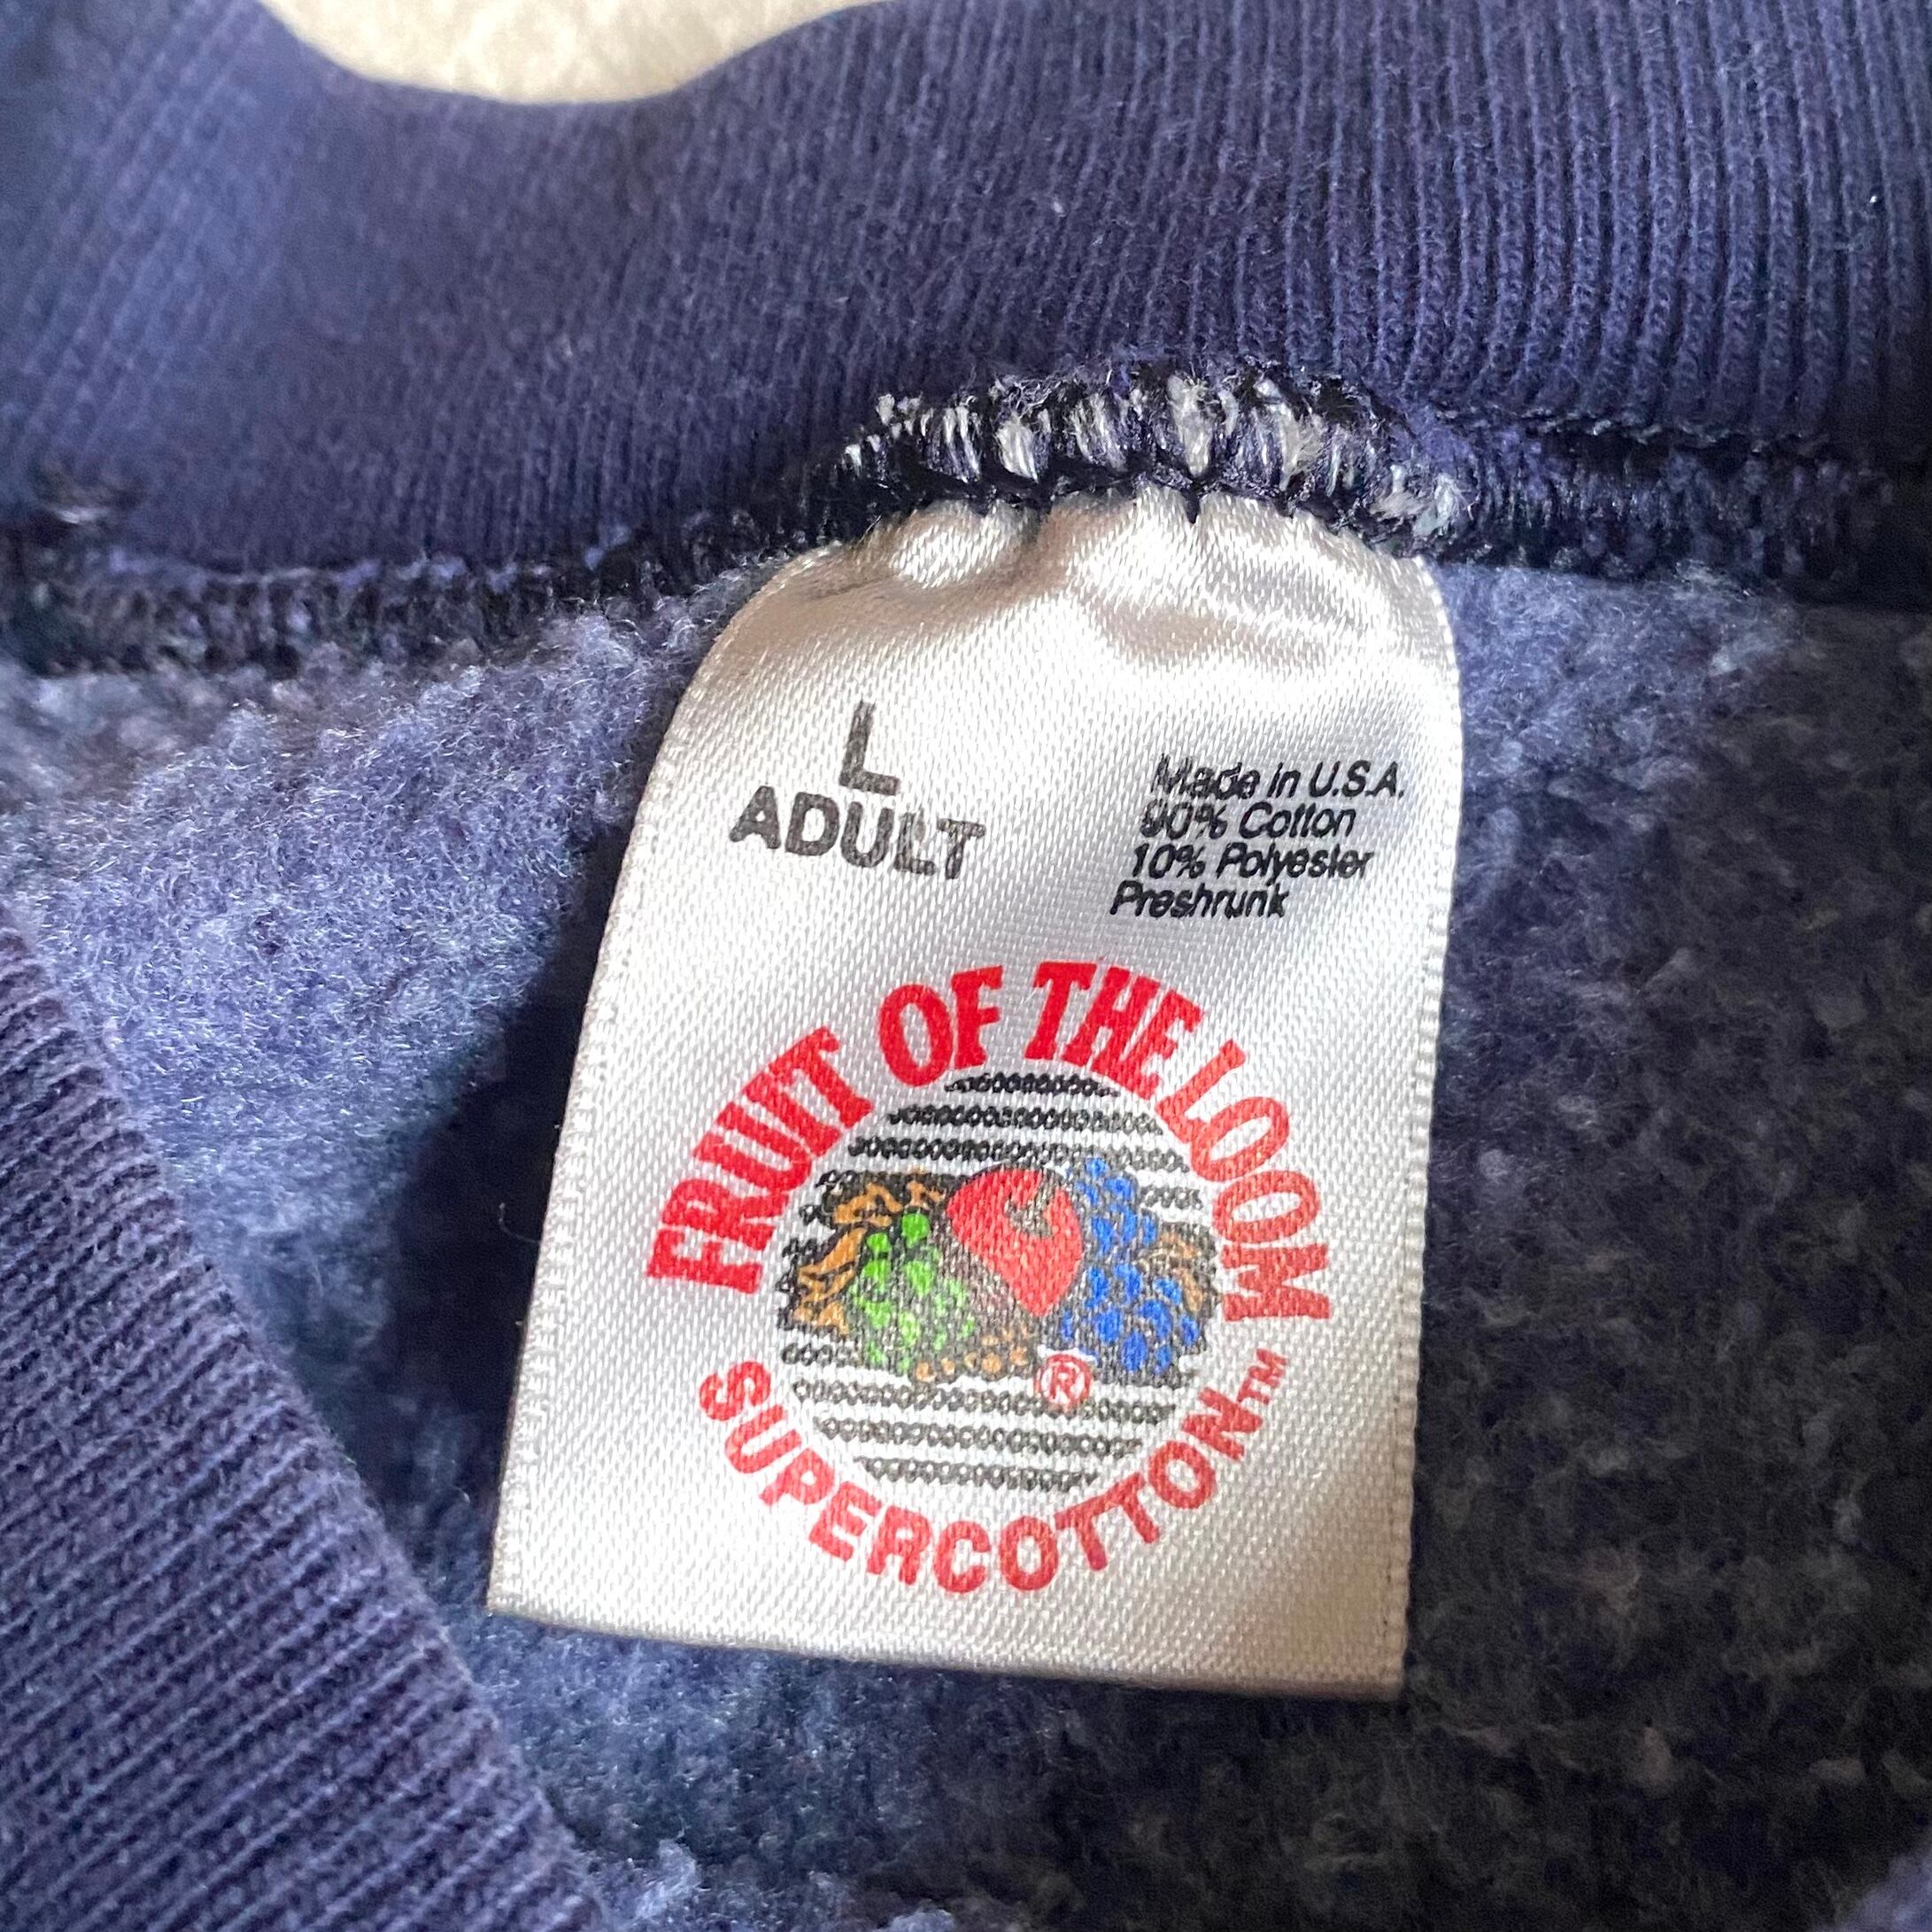 L
ADULT
Made in U.S.A.
90% Cotton
10% Polyester
Preshrunk
FRUIT OF THE LOOM
®
SUPERCOTTON™